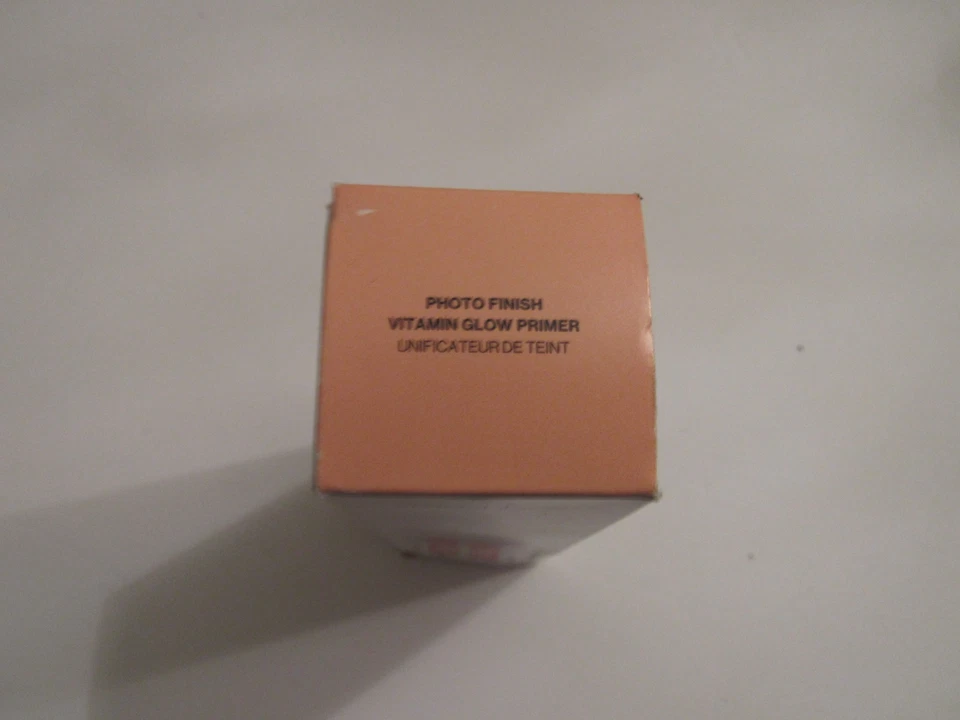 PHOTO FINISH
VITAMIN GLOW PRIMER
UNIFICATEUR DE TEINT